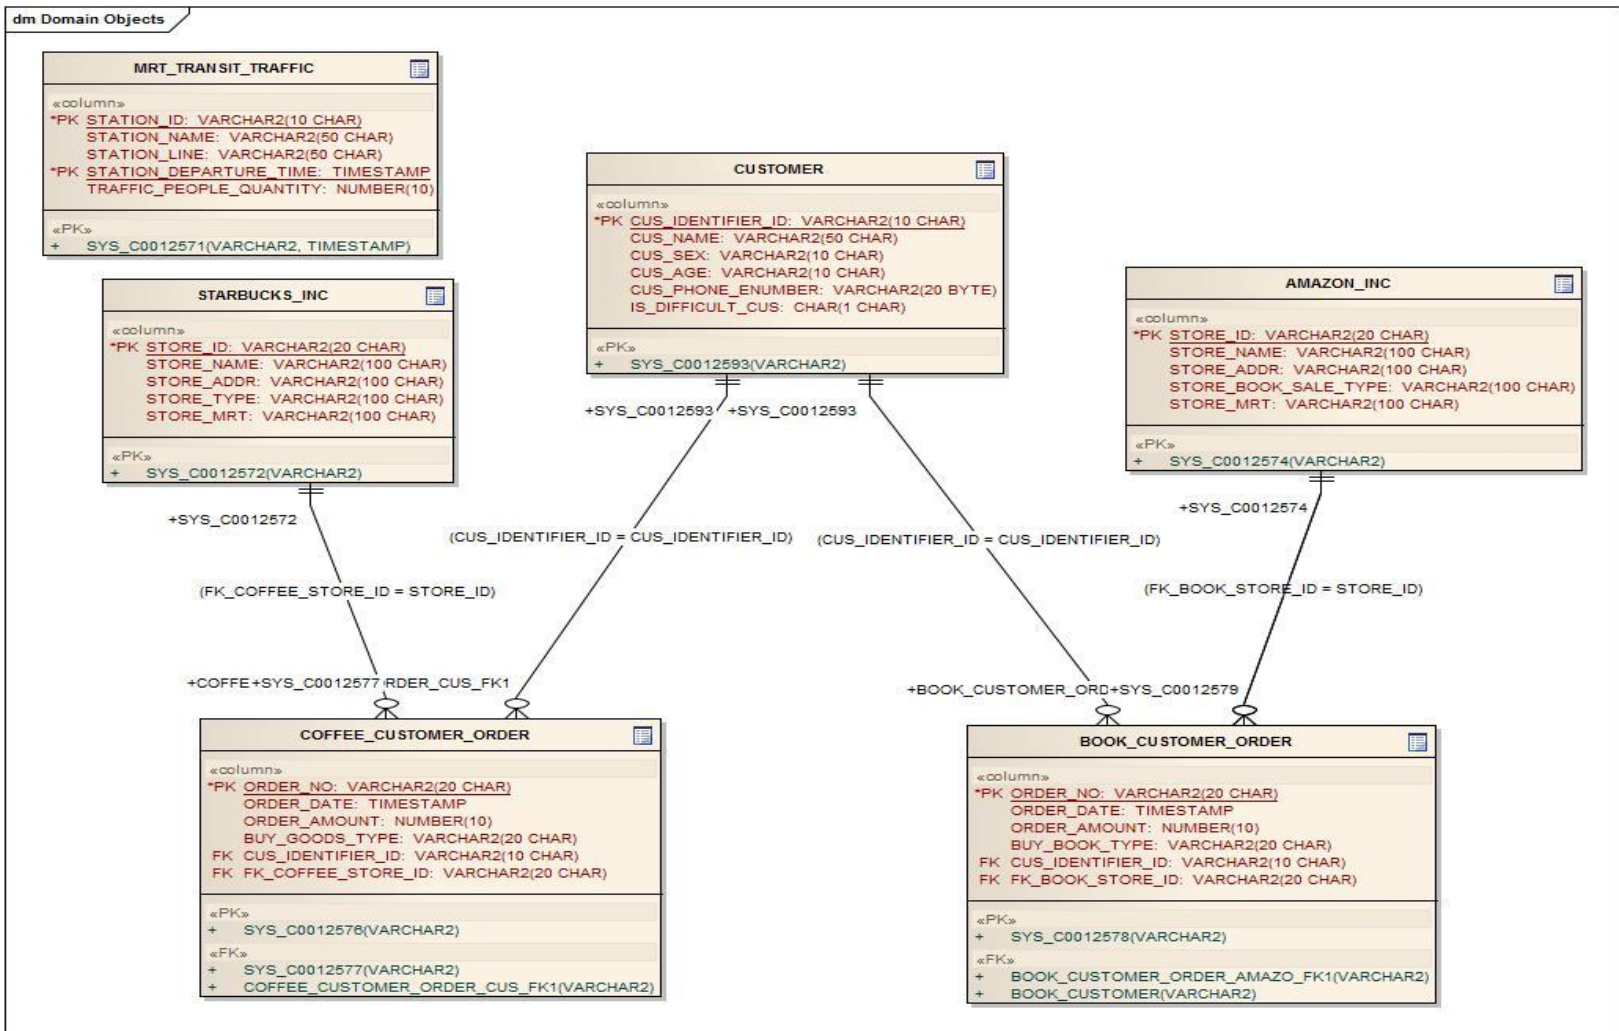 dm Domain Objects
MRT_TRANSIT_TRAFFIC
«column»
*PK STATION_ID: VARCHAR2(10 CHAR)
STATION_NAME: VARCHAR2(50 CHAR)
STATION_LINE: VARCHAR2(50 CHAR)
*PK STATION_DEPARTURE_TIME: TIMESTAMP
TRAFFIC_PEOPLE_QUANTITY: NUMBER(10)
«PK»
+ SYS_C0012571(VARCHAR2, TIMESTAMP)
CUSTOMER
«column»
*PK CUS_IDENTIFIER_ID: VARCHAR2(10 CHAR)
CUS_NAME: VARCHAR2(50 CHAR)
CUS_SEX: VARCHAR2(10 CHAR)
CUS_AGE: VARCHAR2(10 CHAR)
CUS_PHONE_ENUMBER: VARCHAR2(20 BYTE)
IS_DIFFICULT_CUS: CHAR(1 CHAR)
«PK»
+ SYS_C0012593(VARCHAR2)
STARBUCKS_INC
«column»
*PK STORE_ID: VARCHAR2(20 CHAR)
STORE_NAME: VARCHAR2(100 CHAR)
STORE_ADDR: VARCHAR2(100 CHAR)
STORE_TYPE: VARCHAR2(100 CHAR)
STORE_MRT: VARCHAR2(100 CHAR)
«PK»
+ SYS_C0012572(VARCHAR2)
AMAZON_INC
«column»
*PK STORE_ID: VARCHAR2(20 CHAR)
STORE_NAME: VARCHAR2(100 CHAR)
STORE_ADDR: VARCHAR2(100 CHAR)
STORE_BOOK_SALE_TYPE: VARCHAR2(100 CHAR)
STORE_MRT: VARCHAR2(100 CHAR)
«PK»
+ SYS_C0012574(VARCHAR2)
+SYS_C0012593 +SYS_C0012593
+SYS_C0012572
+SYS_C0012574
(CUS_IDENTIFIER_ID = CUS_IDENTIFIER_ID)
(CUS_IDENTIFIER_ID = CUS_IDENTIFIER_ID)
(FK_COFFEE_STORE_ID = STORE_ID)
(FK_BOOK_STORE_ID = STORE_ID)
+COFFE+SYS_C0012577 RDER_CUS_FK1
+BOOK_CUSTOMER_ORD+SYS_C0012579
COFFEE_CUSTOMER_ORDER
«column»
*PK ORDER_NO: VARCHAR2(20 CHAR)
ORDER_DATE: TIMESTAMP
ORDER_AMOUNT: NUMBER(10)
BUY_GOODS_TYPE: VARCHAR2(20 CHAR)
FK CUS_IDENTIFIER_ID: VARCHAR2(10 CHAR)
FK FK_COFFEE_STORE_ID: VARCHAR2(20 CHAR)
«PK»
+ SYS_C0012576(VARCHAR2)
«FK»
+ SYS_C0012577(VARCHAR2)
+ COFFEE_CUSTOMER_ORDER_CUS_FK1(VARCHAR2)
BOOK_CUSTOMER_ORDER
«column»
*PK ORDER_NO: VARCHAR2(20 CHAR)
ORDER_DATE: TIMESTAMP
ORDER_AMOUNT: NUMBER(10)
BUY_BOOK_TYPE: VARCHAR2(20 CHAR)
FK CUS_IDENTIFIER_ID: VARCHAR2(10 CHAR)
FK FK_BOOK_STORE_ID: VARCHAR2(20 CHAR)
«PK»
+ SYS_C0012578(VARCHAR2)
«FK»
+ BOOK_CUSTOMER_ORDER_AMAZO_FK1(VARCHAR2)
+ BOOK_CUSTOMER(VARCHAR2)